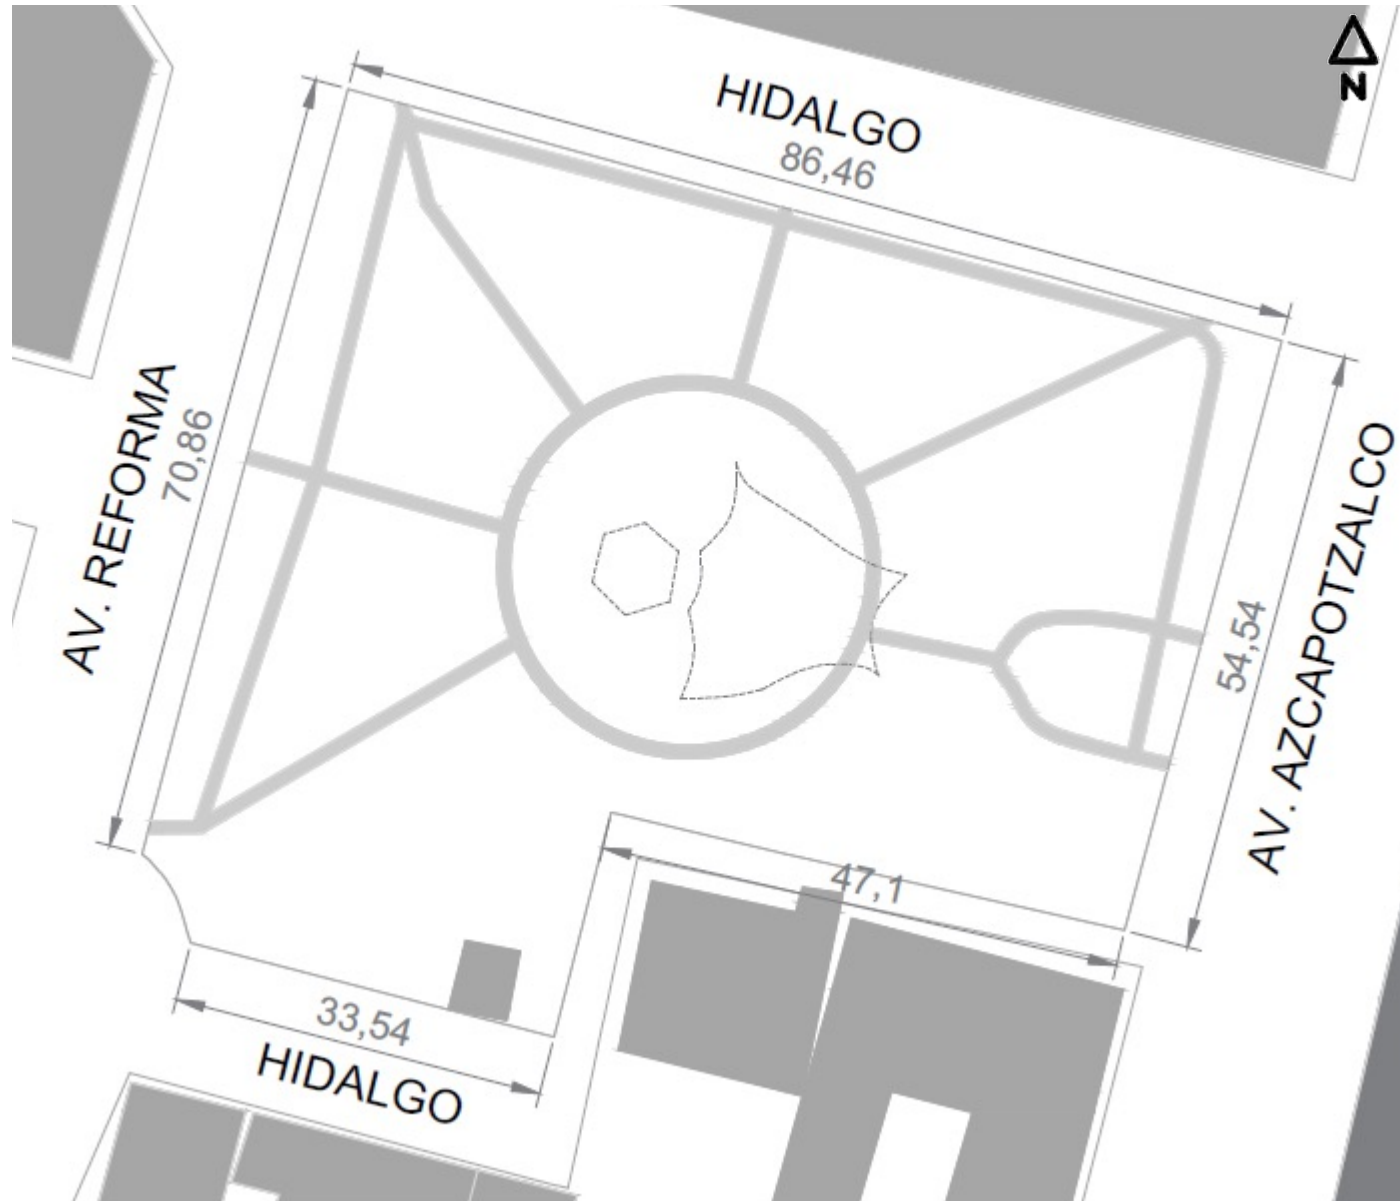 N
HIDALGO
86,46
AV. REFORMA
70,86
AV. AZCAPOTZALCO
54,54
47,1
33,54
HIDALGO